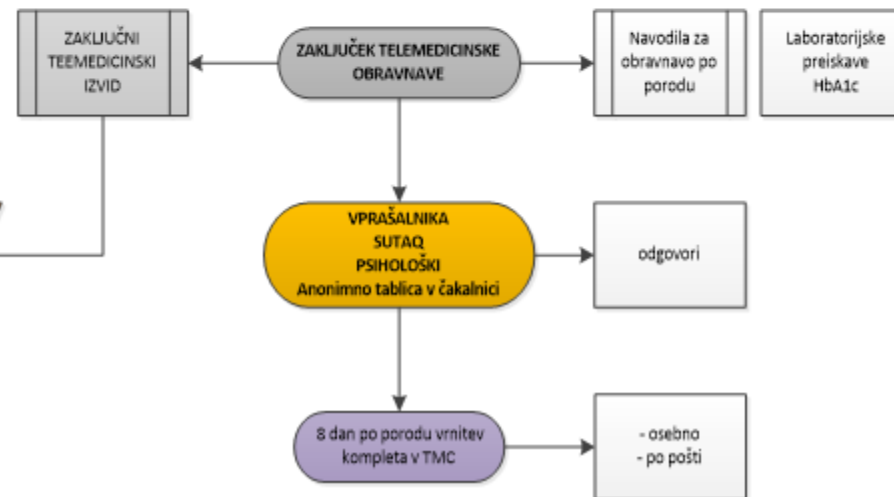 ZAKLJUČNI
TEEMEDICINSKI
IZVID
ZAKLJUČEK TELEMEDICINSKE
OBRAVNAVE
Navodila za
obravnavo po
porodu
Laboratorijske
preiskave
HbA1c
VPRAŠALNIKA
SUTAQ
PSIHOLOŠKI
Anonimno tablica v čakalnici
odgovori
8 dan po porodu vrnitev
kompleta v TMC
- osebno
- po pošti